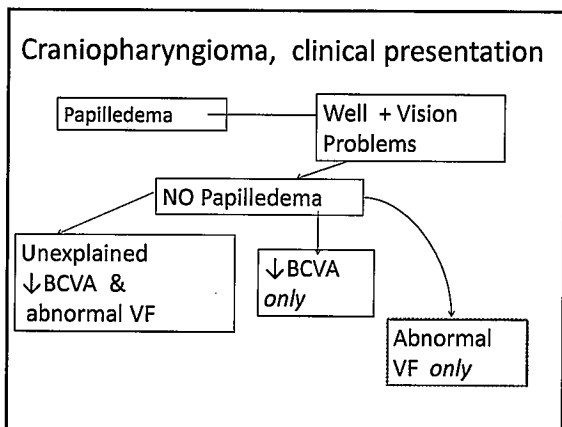 Craniopharyngioma, clinical presentation
Papilledema
Well + Vision
Problems
NO Papilledema
Unexplained
↓BCVA &
abnormal VF
↓BCVA
only
Abnormal
VF only